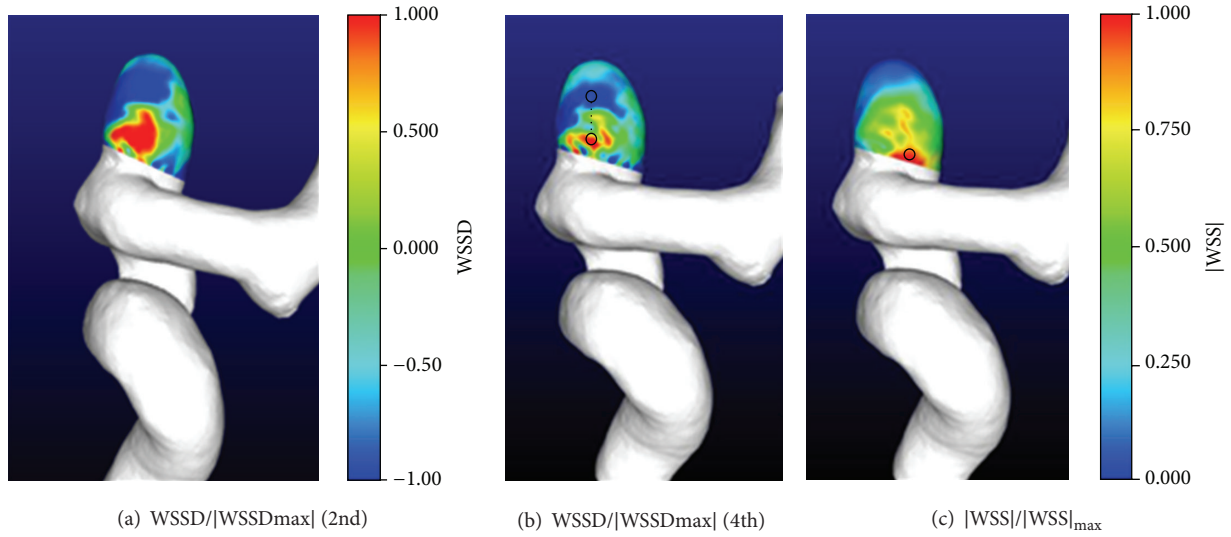 1.000
0.500
0.000
−0.50
−1.00
WSSD
1.000
0.750
0.500
0.250
0.000
|WSS|
(a) WSSD/|WSSDmax| (2nd)
(b) WSSD/|WSSDmax| (4th)
(c) |WSS|/|WSS|max